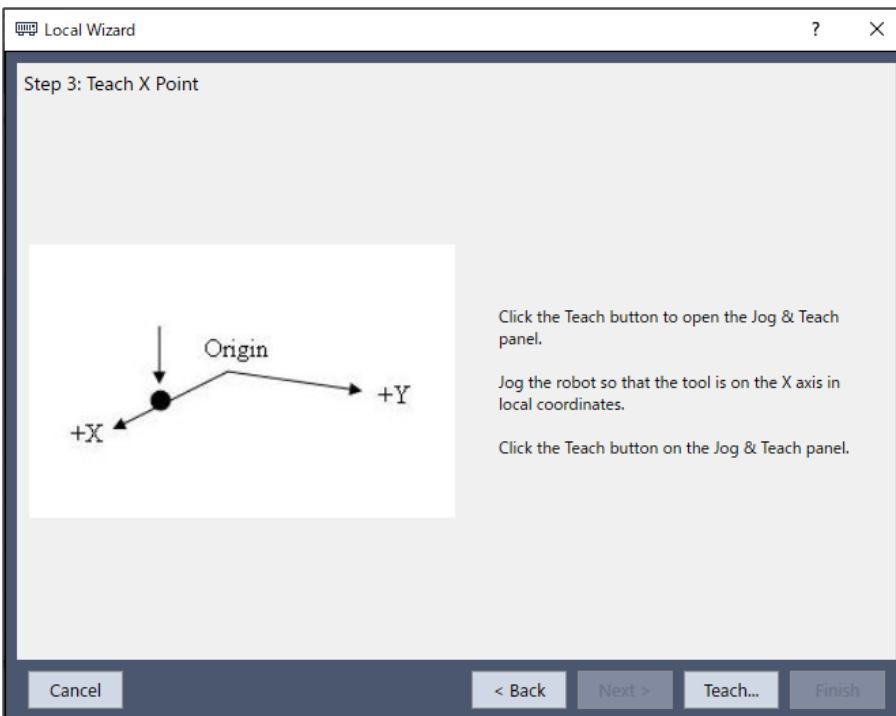 Local Wizard
?
Step 3: Teach X Point
Origin
+Y
+X
Click the Teach button to open the Jog & Teach
panel.
Jog the robot so that the tool is on the X axis in
local coordinates.
Click the Teach button on the Jog & Teach panel.
Cancel
< Back
Next >
Teach...
Finish